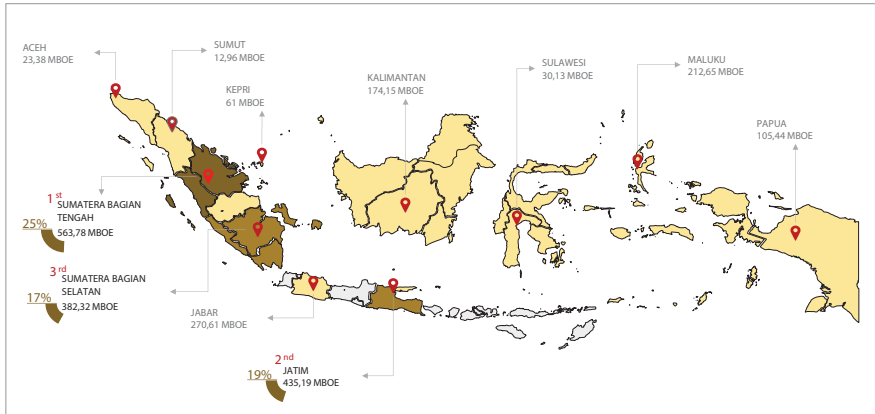 ACEH
23,38 MBOE
SUMUT
12,96 MBOE
KEPRI
61 MBOE
KALIMANTAN
174,15 MBOE
SULAWESI
30,13 MBOE
MALUKU
212,65 MBOE
PAPUA
105,44 MBOE
1st
SUMATERA BAGIAN
TENGAH
25%
563,78 MBOE
3rd
SUMATERA BAGIAN
SELATAN
17%
382,32 MBOE
JABAR
270,61 MBOE
2nd
JATIM
19%
435,19 MBOE